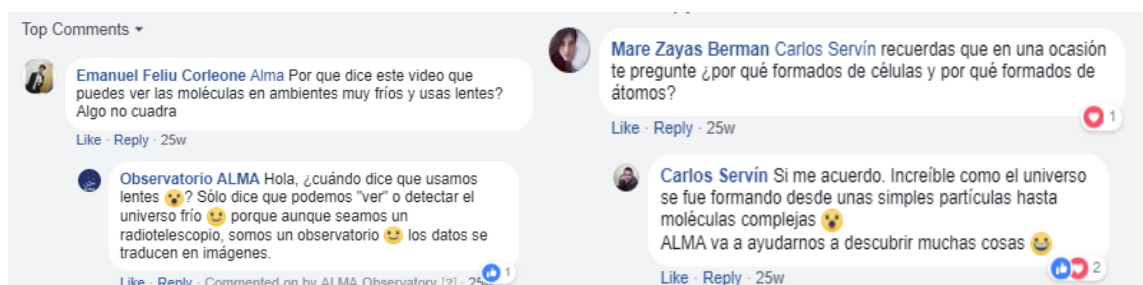 Top Comments
Emanuel Feliu Corleone Alma Por que dice este video que
puedes ver las moléculas en ambientes muy fríos y usas lentes?
Algo no cuadra
Like · Reply · 25w
Observatorio ALMA Hola, ¿cuándo dice que usamos
lentes 😮? Sólo dice que podemos "ver" o detectar el
universo frío 🙂 porque aunque seamos un
radiotelescopio, somos un observatorio 🙂 los datos se
traducen en imágenes.
Like · Reply · Commented on by ALMA Observatory [?] · 25w
1
Mare Zayas Berman Carlos Servín recuerdas que en una ocasión
te pregunte ¿por qué formados de células y por qué formados de
átomos?
1
Like · Reply · 25w
Carlos Servín Si me acuerdo. Increíble como el universo
se fue formando desde unas simples partículas hasta
moléculas complejas 😮
ALMA va a ayudarnos a descubrir muchas cosas 😄
2
Like · Reply · 25w